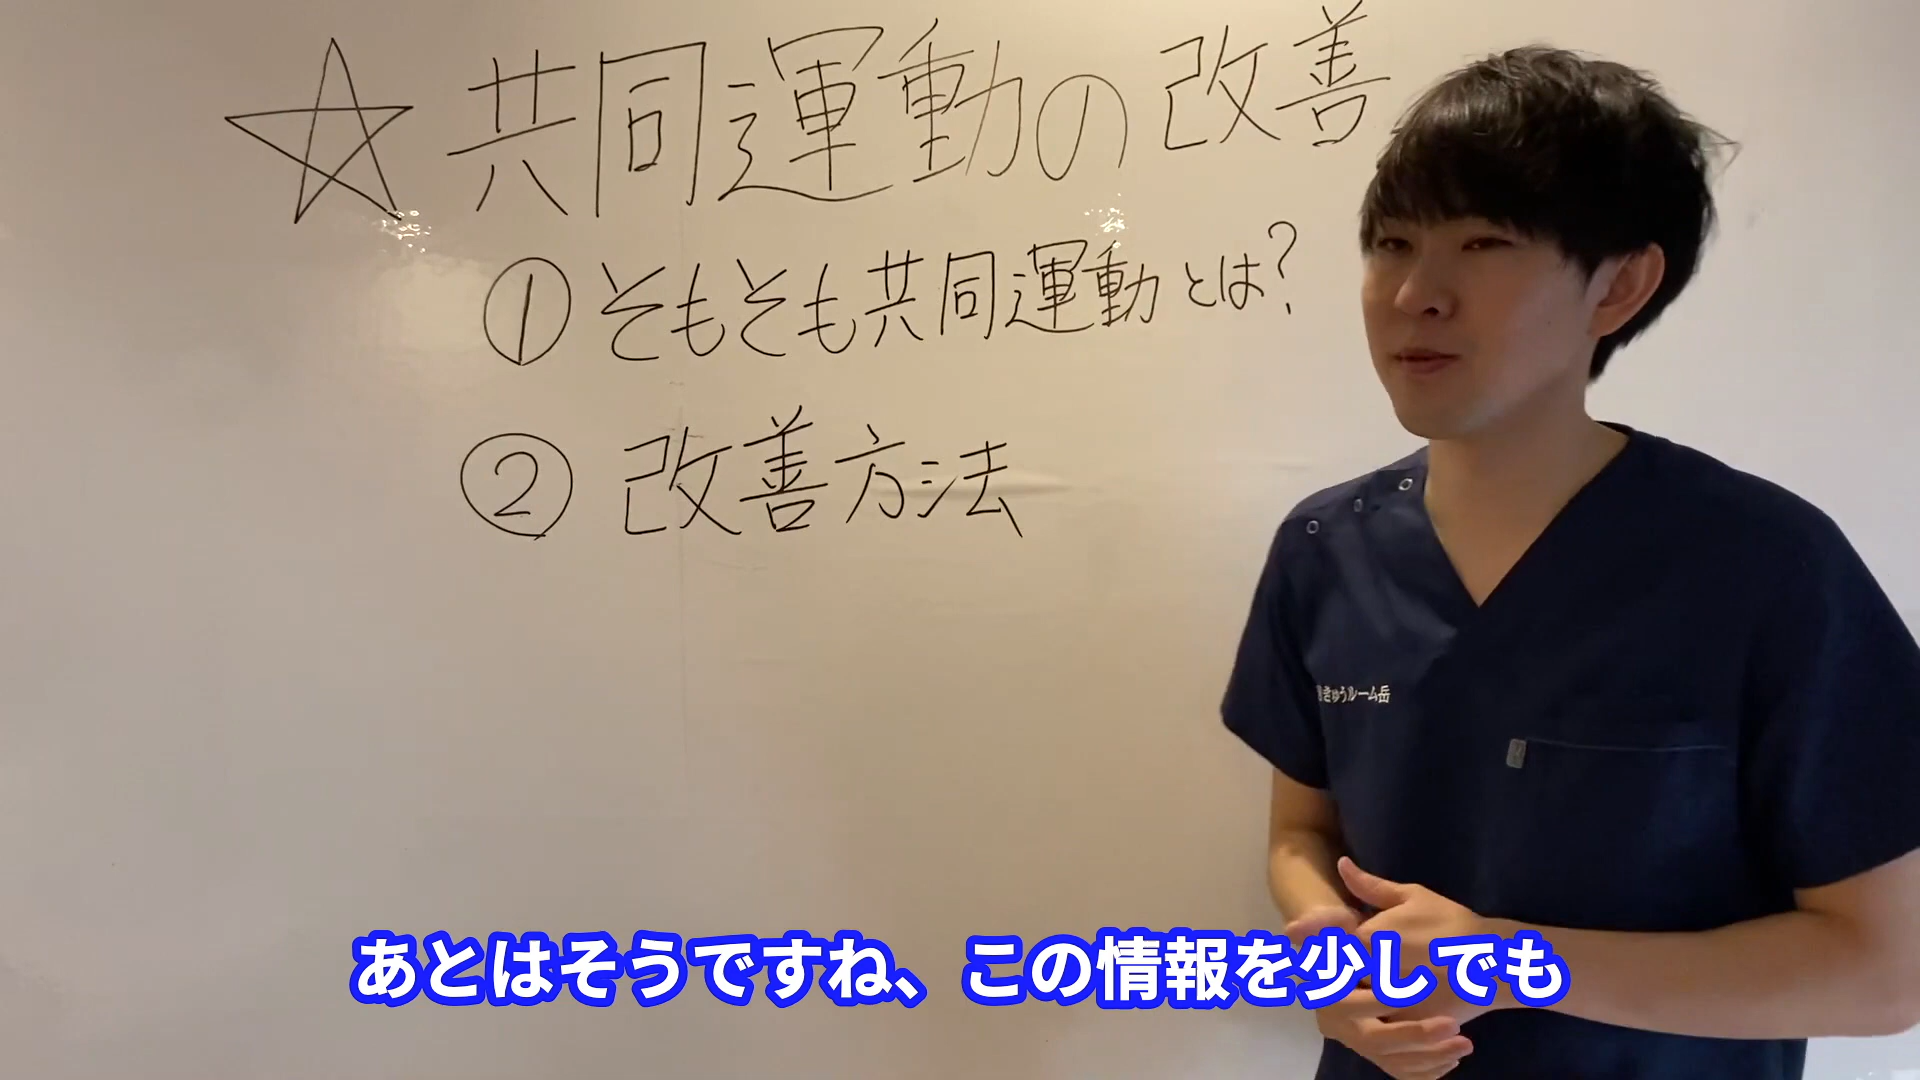 ☆共同運動の改善
①そもそも共同運動とは?
②改善方法
きゅうルーム岳
あとはそうですね、この情報を少しでも